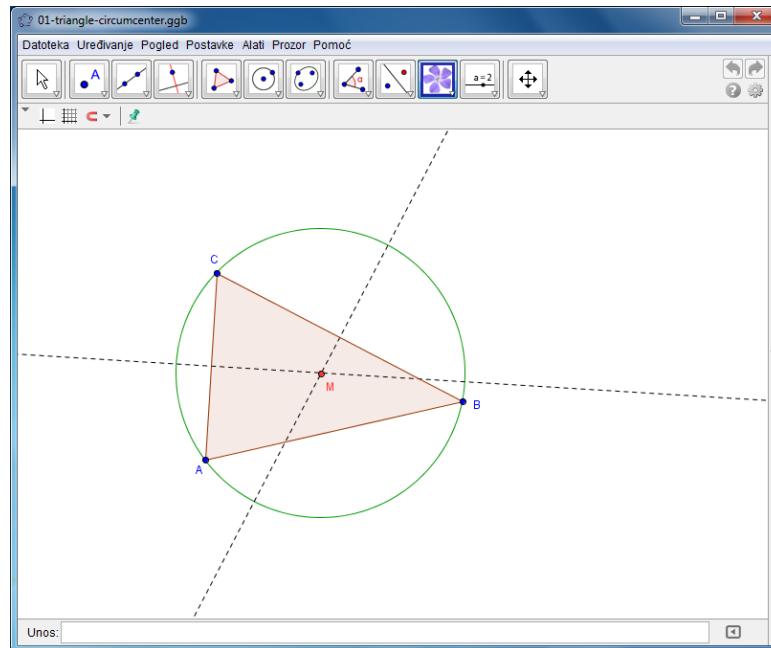 01-triangle-circumcenter.ggb
Datoteka Uređivanje Pogled Postavke Alati Prozor Pomoć
A
α
a=2
?
C
M
B
A
Unos: